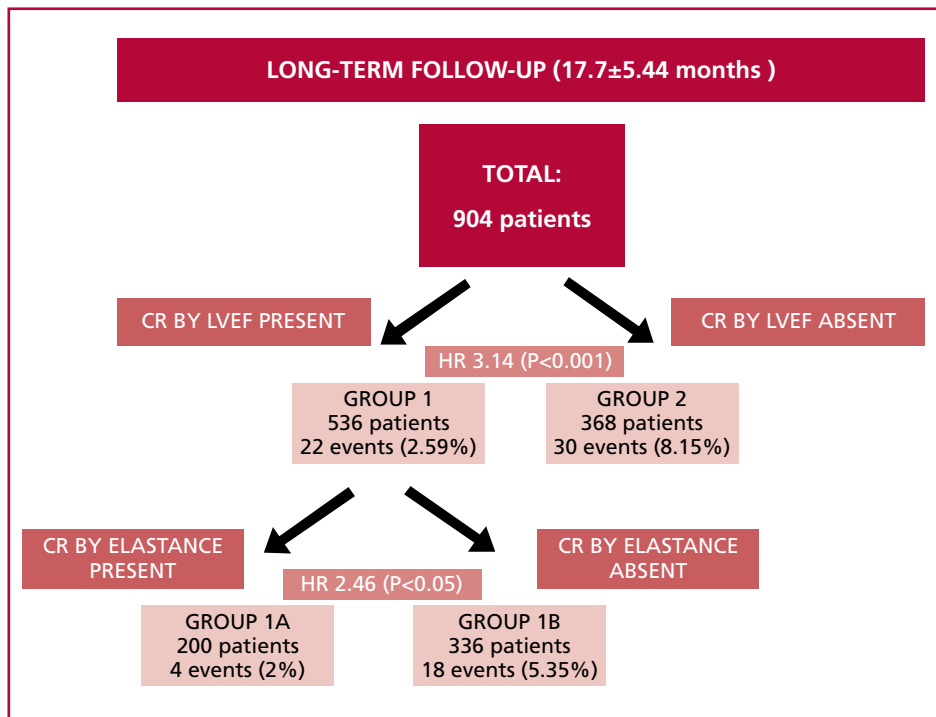 LONG-TERM FOLLOW-UP (17.7±5.44 months )
TOTAL:
904 patients
CR BY LVEF PRESENT
CR BY LVEF ABSENT
HR 3.14 (P<0.001)
GROUP 1
536 patients
22 events (2.59%)
GROUP 2
368 patients
30 events (8.15%)
CR BY ELASTANCE
PRESENT
CR BY ELASTANCE
ABSENT
HR 2.46 (P<0.05)
GROUP 1A
200 patients
4 events (2%)
GROUP 1B
336 patients
18 events (5.35%)